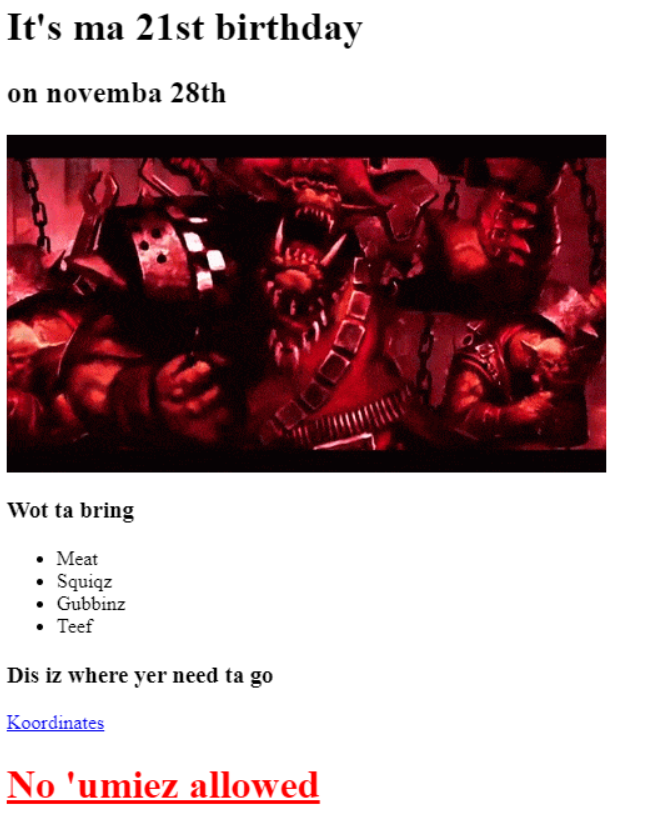 It's ma 21st birthday
on novemba 28th
Wot ta bring
Meat
Squiqz
Gubbinz
Teef
Dis iz where yer need ta go
Koordinates
No 'umiez allowed